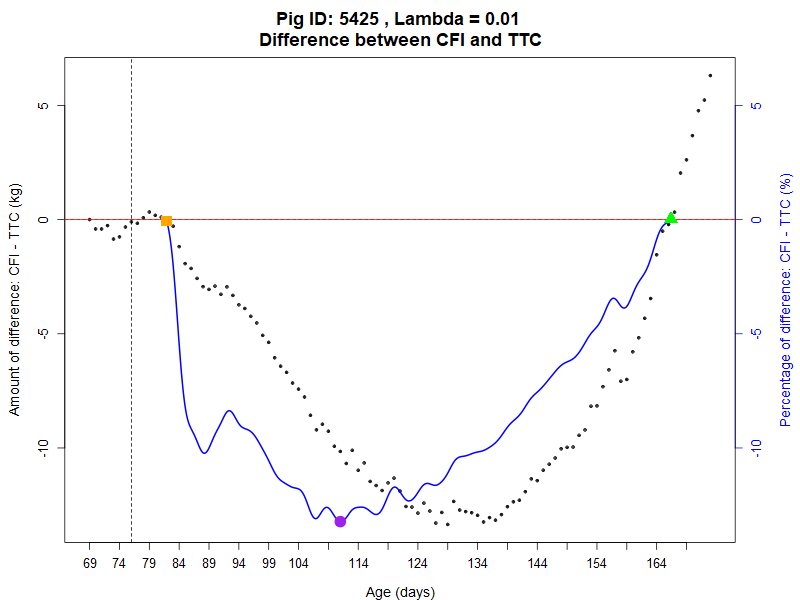 Pig ID: 5425 , Lambda = 0.01
Difference between CFI and TTC
Amount of difference: CFI - TTC (kg)
5
0
-5
-10
5
0
-5
-10
Percentage of difference: CFI - TTC (%)
69 74 79 84 89 94 99 104 114 124 134 144 154 164
Age (days)